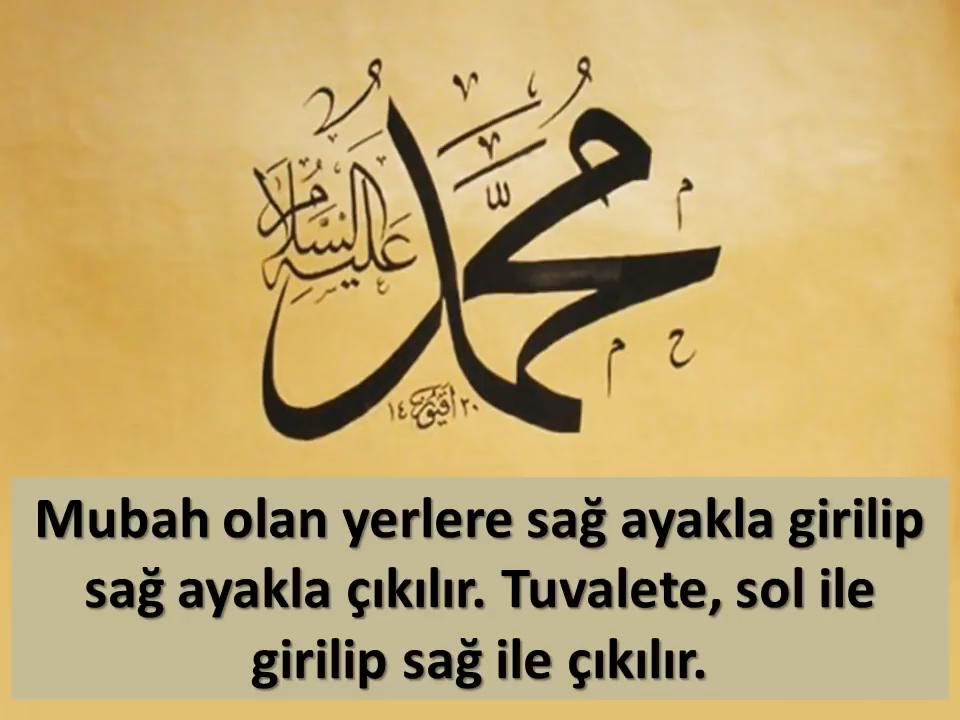 محمد
عليه السلام
Mubah olan yerlere sağ ayakla girilip
sağ ayakla çıkılır. Tuvalete, sol ile
girilip sağ ile çıkılır.